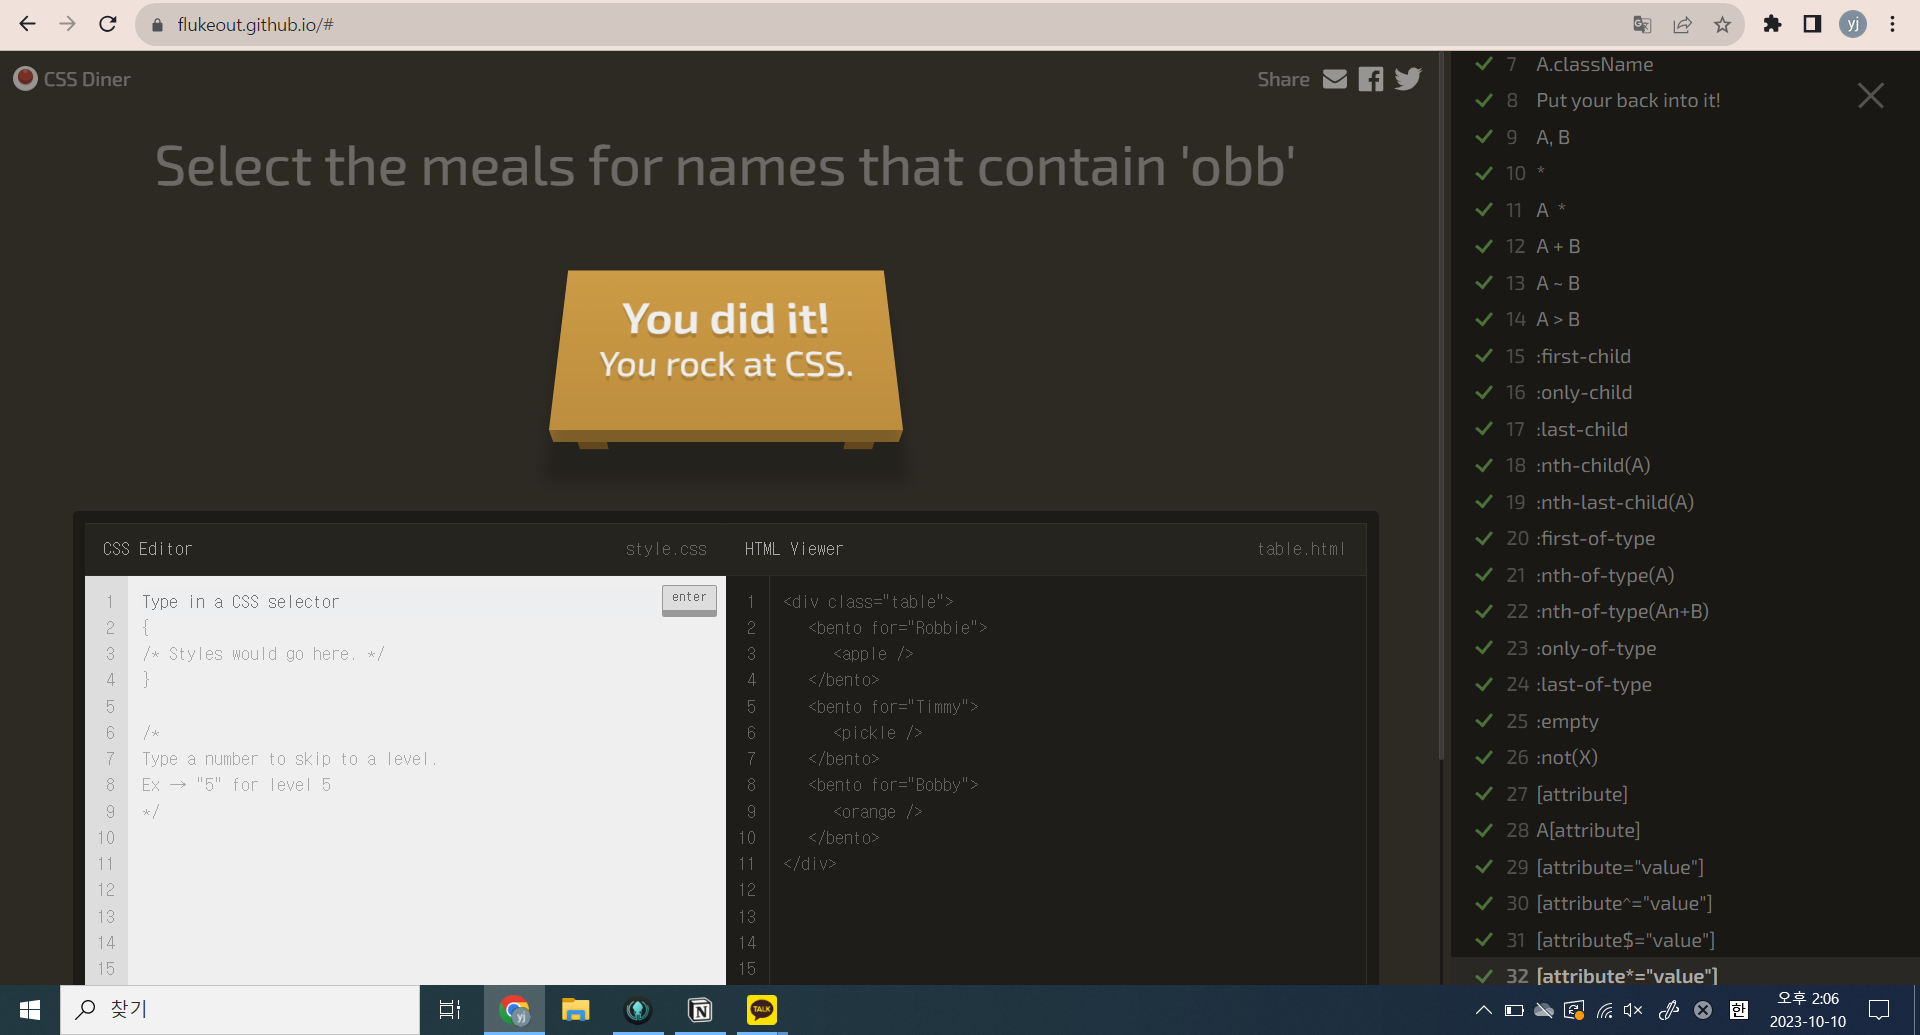 flukeout.github.io/#
yj
CSS Diner
Share
Select the meals for names that contain 'obb'
You did it!
You rock at CSS.
CSS Editor
style.css
HTML Viewer
table.html
1 Type in a CSS selector
enter
2 {
3 /* Styles would go here. */
4 }
5
6 /*
7 Type a number to skip to a level.
8 Ex → "5" for level 5
9 */
10
11
12
13
14
15
1 <div class="table">
2 <bento for="Robbie">
3 <apple />
4 </bento>
5 <bento for="Timmy">
6 <pickle />
7 </bento>
8 <bento for="Bobby">
9 <orange />
10 </bento>
11 </div>
12
13
14
15
7 A.className
8 Put your back into it!
9 A, B
10 *
11 A *
12 A + B
13 A ~ B
14 A > B
15 :first-child
16 :only-child
17 :last-child
18 :nth-child(A)
19 :nth-last-child(A)
20 :first-of-type
21 :nth-of-type(A)
22 :nth-of-type(An+B)
23 :only-of-type
24 :last-of-type
25 :empty
26 :not(X)
27 [attribute]
28 A[attribute]
29 [attribute="value"]
30 [attribute^="value"]
31 [attribute$="value"]
32 [attribute*="value"]
찾기
yj
TALK
한
오후 2:06
2023-10-10